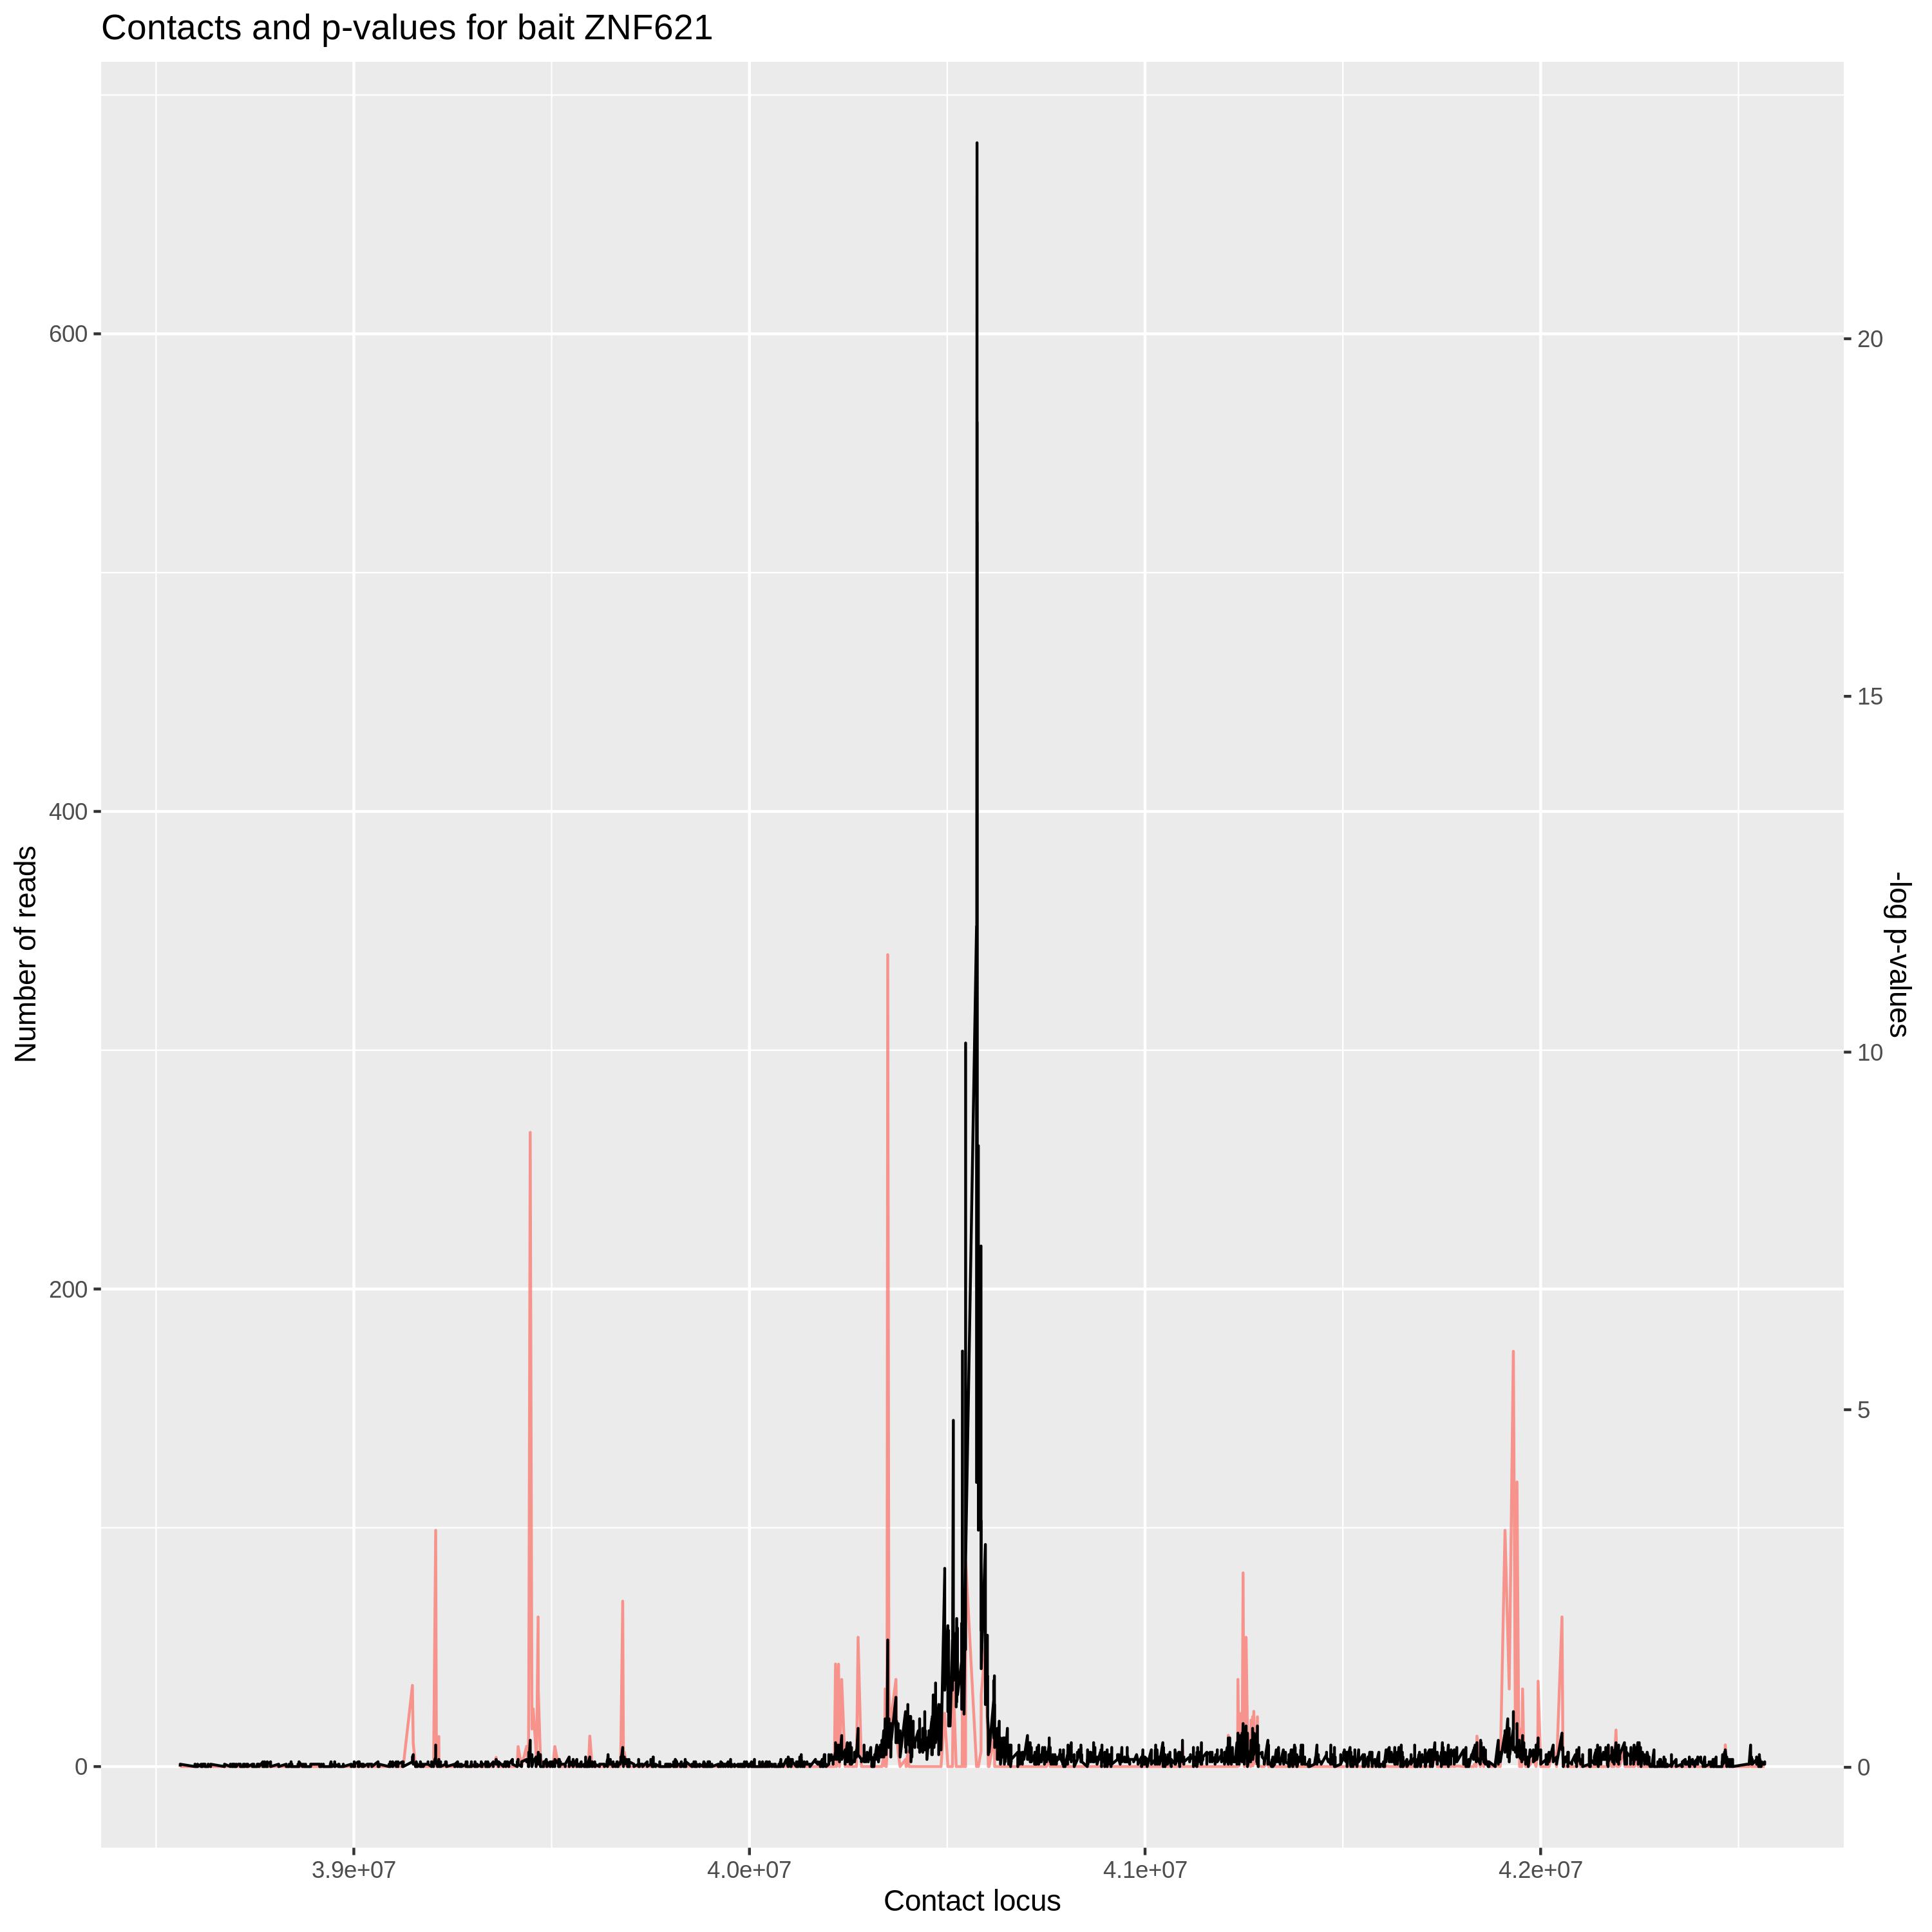 Contacts and p-values for bait ZNF621
Number of reads
600
400
200
0
20
15
10
5
0
-log p-values
3.9e+07
4.0e+07
4.1e+07
4.2e+07
Contact locus